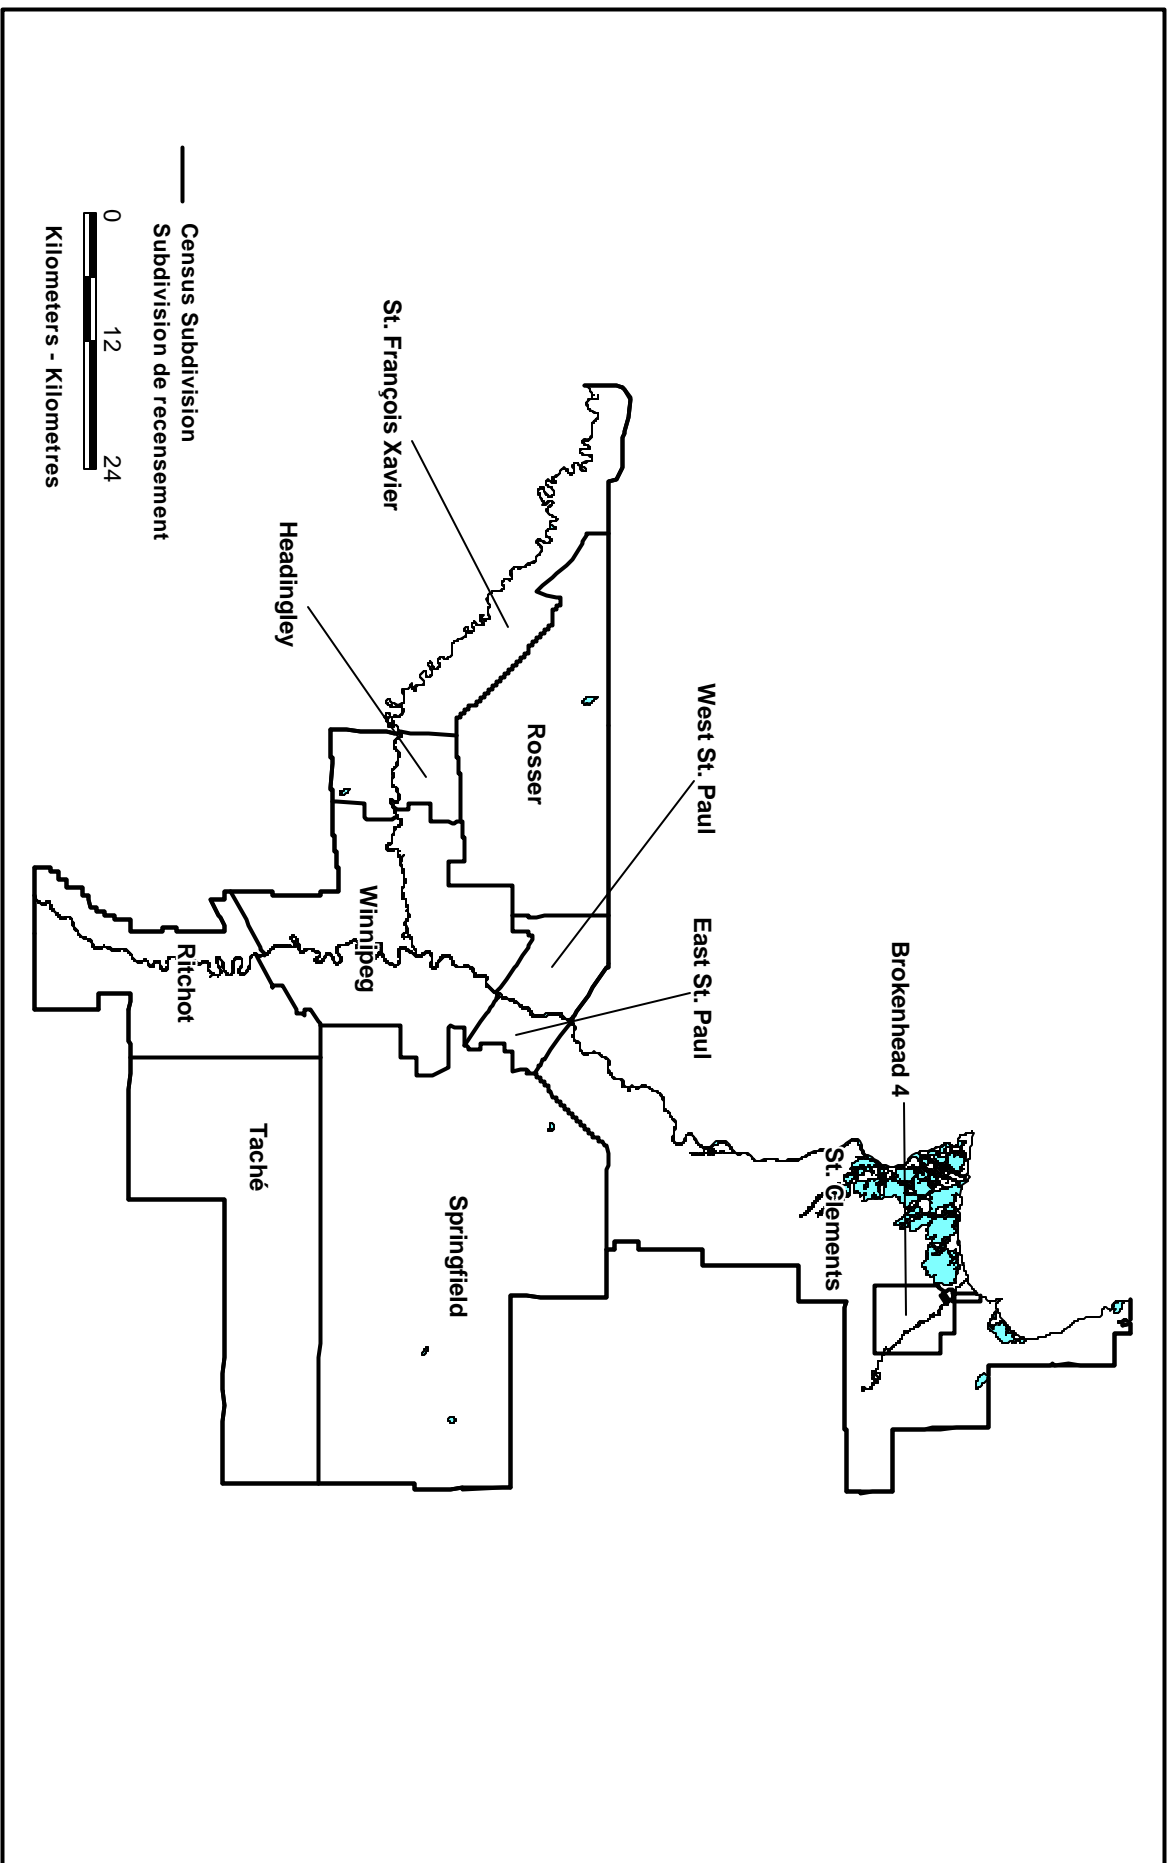 Brokenhead 4
St. Clements
West St. Paul
East St. Paul
Rosser
Springfield
St. François Xavier
Winnipeg
Headingley
Taché
Ritchot
Census Subdivision
Subdivision de recensement
0 12 24
Kilometers - Kilometres